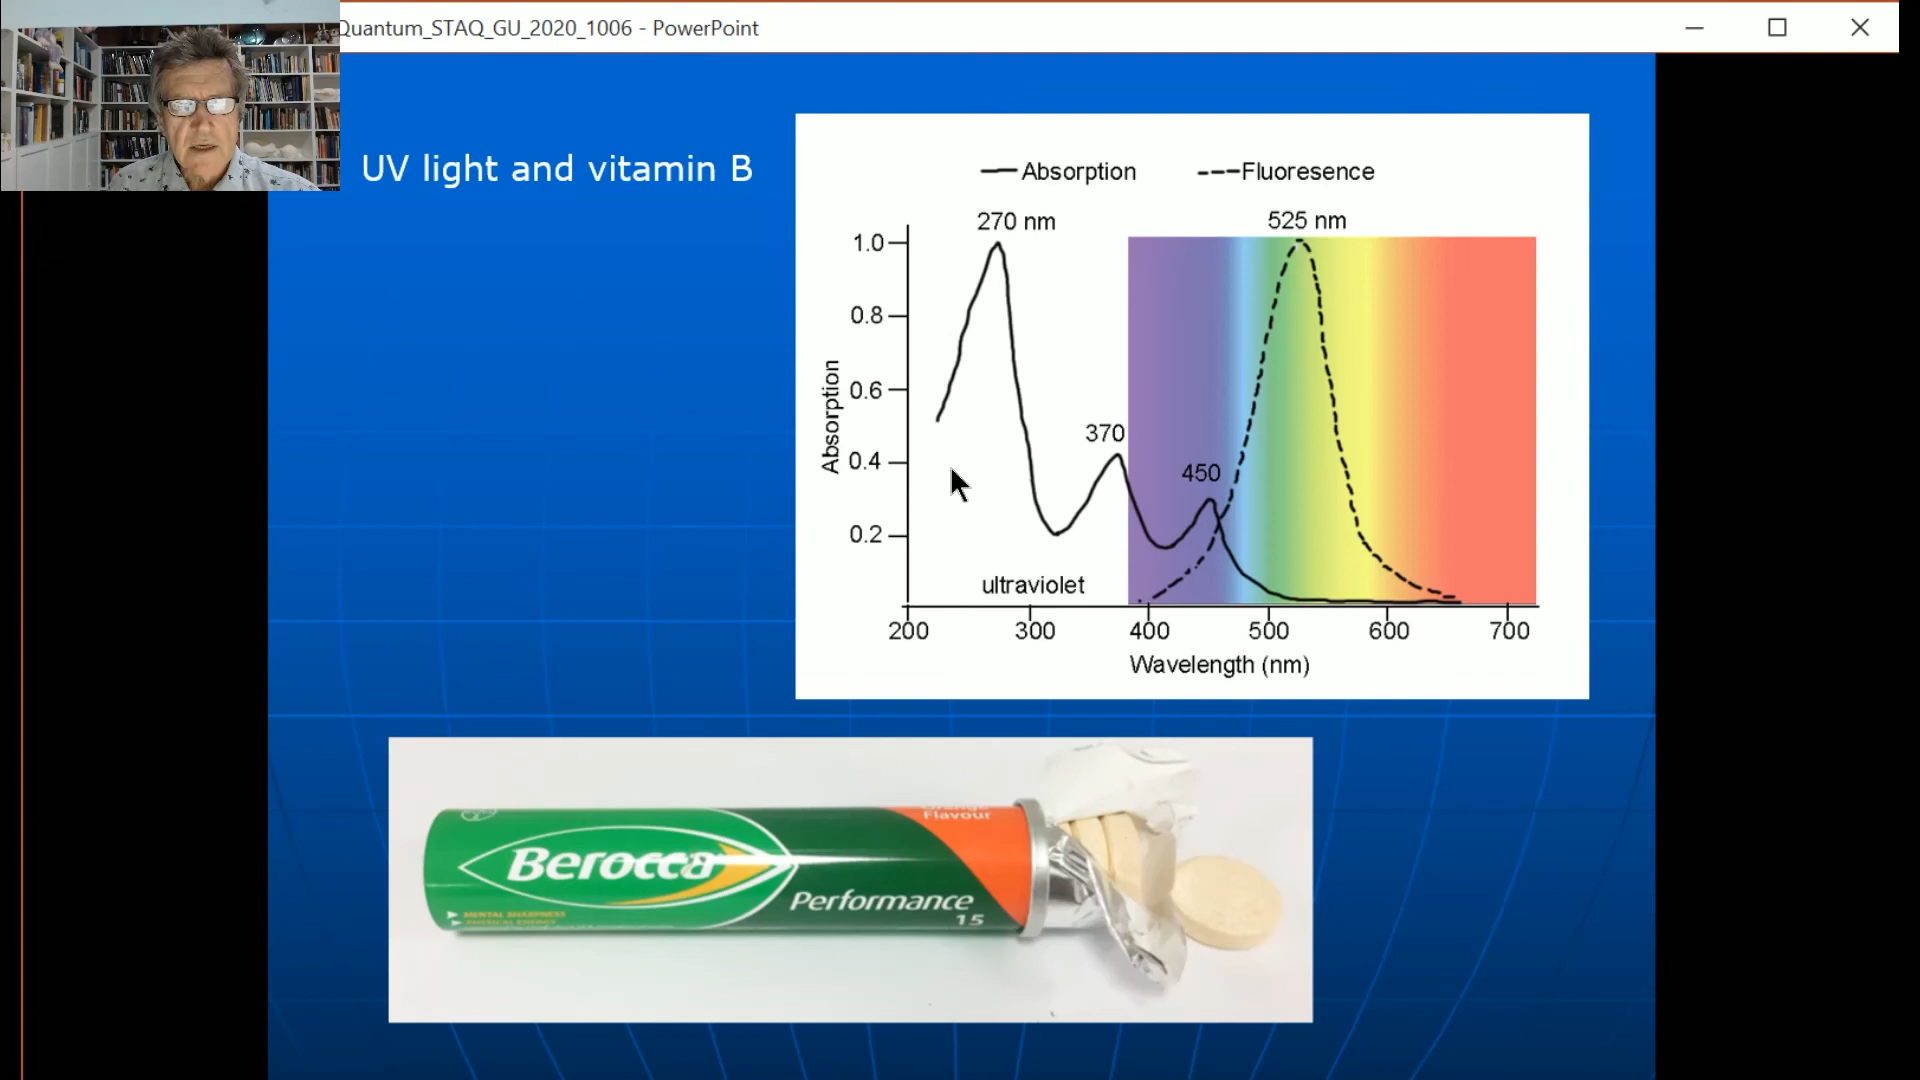 Quantum_STAQ_GU_2020_1006 - PowerPoint
UV light and vitamin B
Absorption
Fluoresence
270 nm
525 nm
1.0
0.8
0.6
0.4
0.2
Absorption
370
450
ultraviolet
200 300 400 500 600 700
Wavelength (nm)
Flavour
Berocca
Performance
15
MENTAL SHARPNESS
PHYSICAL ENERGY